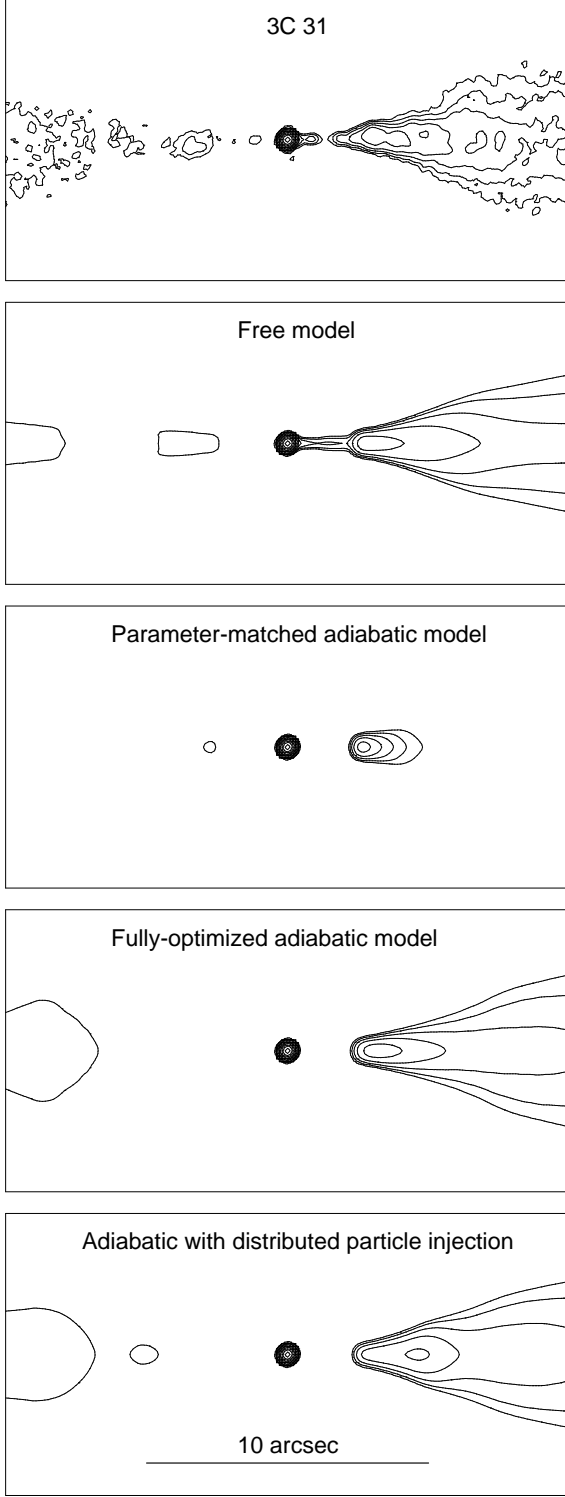 3C 31
Free model
Parameter-matched adiabatic model
Fully-optimized adiabatic model
Adiabatic with distributed particle injection
10 arcsec